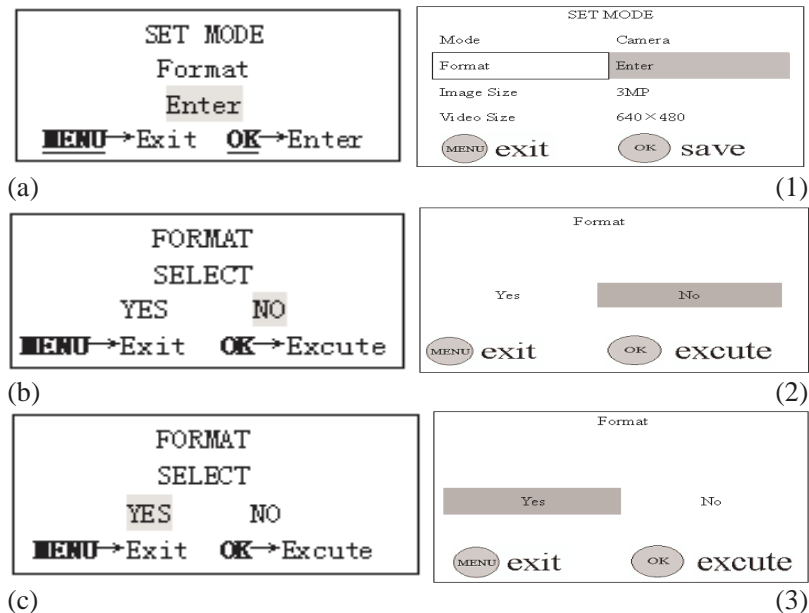 SET MODE
Format
Enter
MENU→Exit OK→Enter
(a)
SET MODE
Mode Camera
Format Enter
Image Size 3MP
Video Size 640×480
MENU exit OK save
(1)
FORMAT
SELECT
YES NO
MENU→Exit OK→Excute
(b)
Format
Yes No
MENU exit OK excute
(2)
FORMAT
SELECT
YES NO
MENU→Exit OK→Excute
(c)
Format
Yes No
MENU exit OK excute
(3)